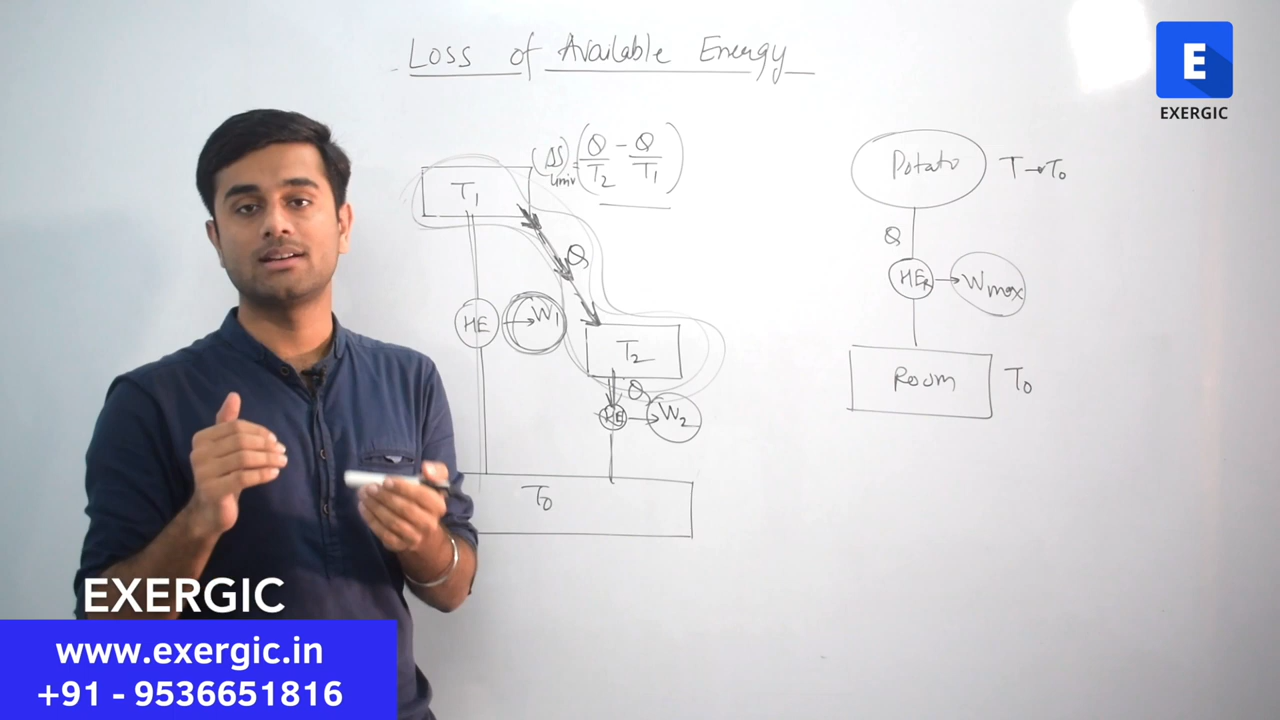 Loss of Available Energy
E
EXERGIC
(ΔS)univ = (Q/T2 - Q/T1)
T1
Q
HE → W1
T2
Q
HE → W2
T0
Potato T→T0
Q
HER → Wmax
Room T0
EXERGIC
www.exergic.in
+91 - 9536651816